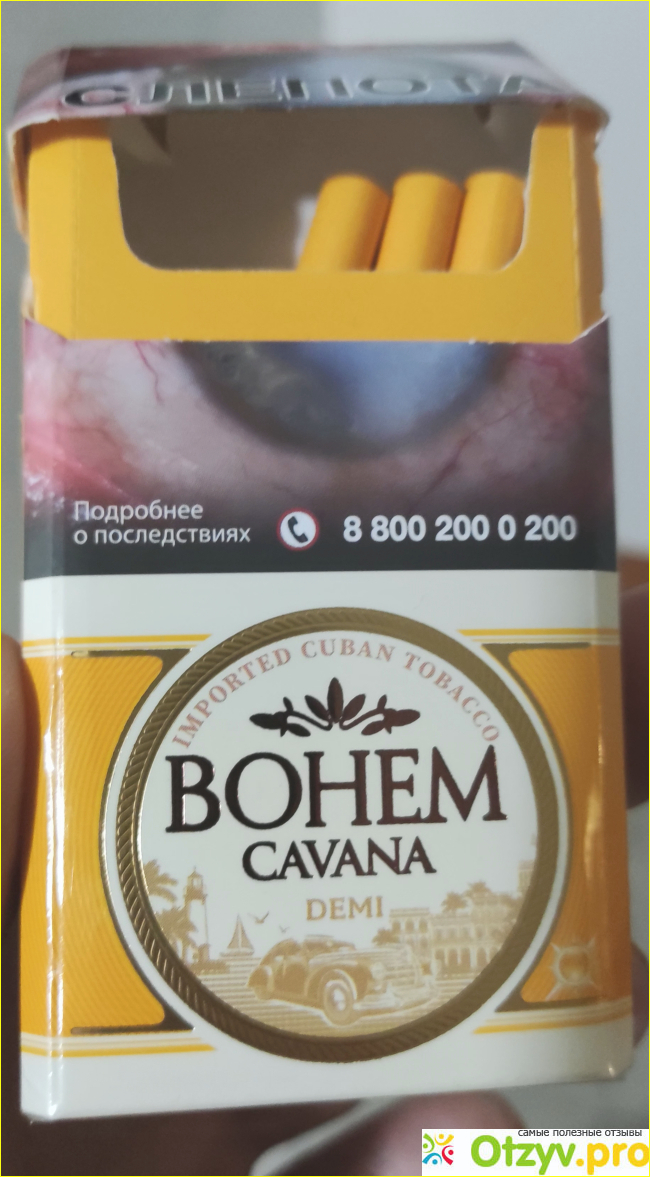 СЛЕПОТА
Подробнее
о последствиях
8 800 200 0 200
IMPORTED CUBAN TOBACCO
BOHEM
CAVANA
DEMI
самые полезные отзывы
Otzyv.pro